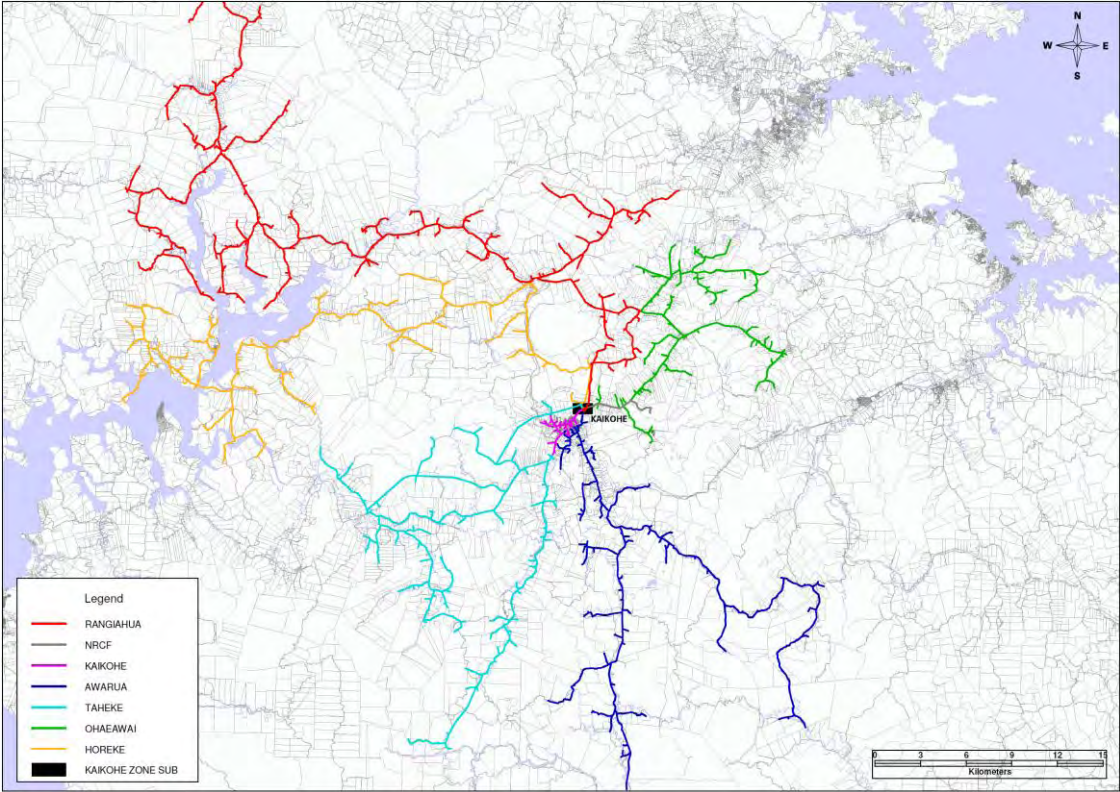 N
W E
S
KAIKOHE
Legend
RANGIAHUA
NRCF
KAIKOHE
AWARUA
TAHEKE
OHAEAWAI
HOREKE
KAIKOHE ZONE SUB
0 3 6 9 12 15
Kilometers